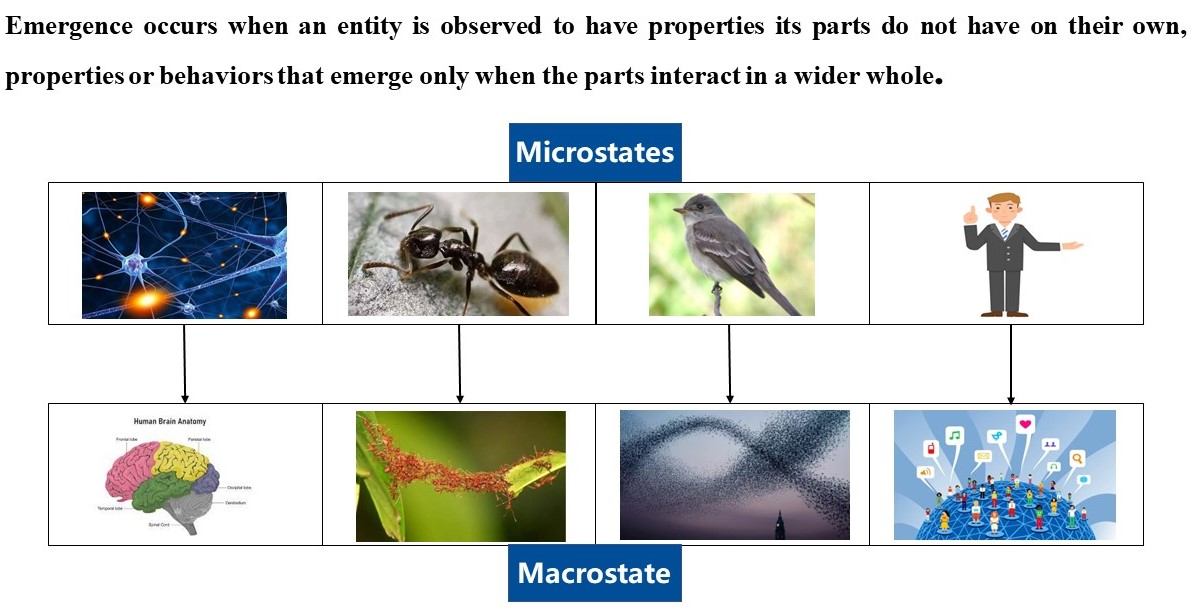 Emergence occurs when an entity is observed to have properties its parts do not have on their own,
properties or behaviors that emerge only when the parts interact in a wider whole.
Microstates
Human Brain Anatomy
Frontal lobe
Parietal lobe
Occipital lobe
Cerebellum
Temporal lobe
Spinal Cord
Macrostate